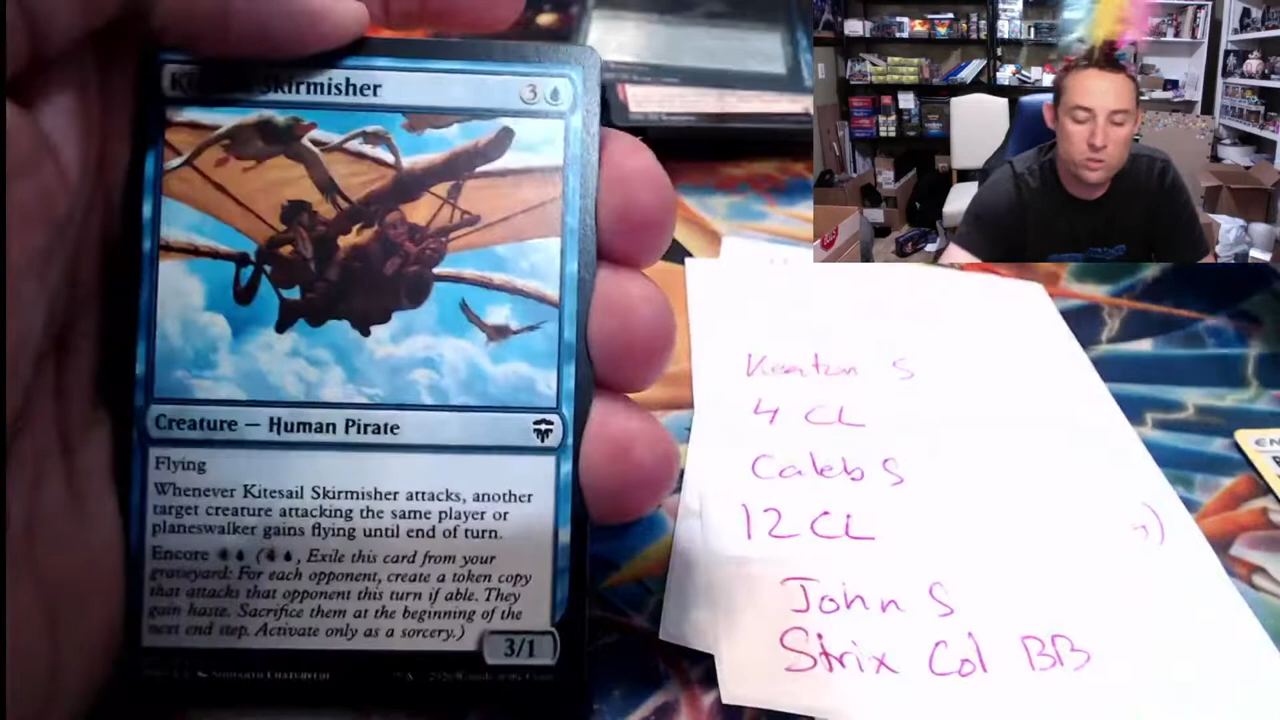 Skirmisher 3
Creature — Human Pirate
Flying
Whenever Kitesail Skirmisher attacks, another
target creature attacking the same player or
planeswalker gains flying until end of turn.
Encore 4 (4 , Exile this card from your
graveyard: For each opponent, create a token copy
that attacks that opponent this turn if able. They
gain haste. Sacrifice them at the beginning of the
next end step. Activate only as a sorcery.)
3/1
S
4 CL
Caleb S
12 CL
John S
Strix Col BB